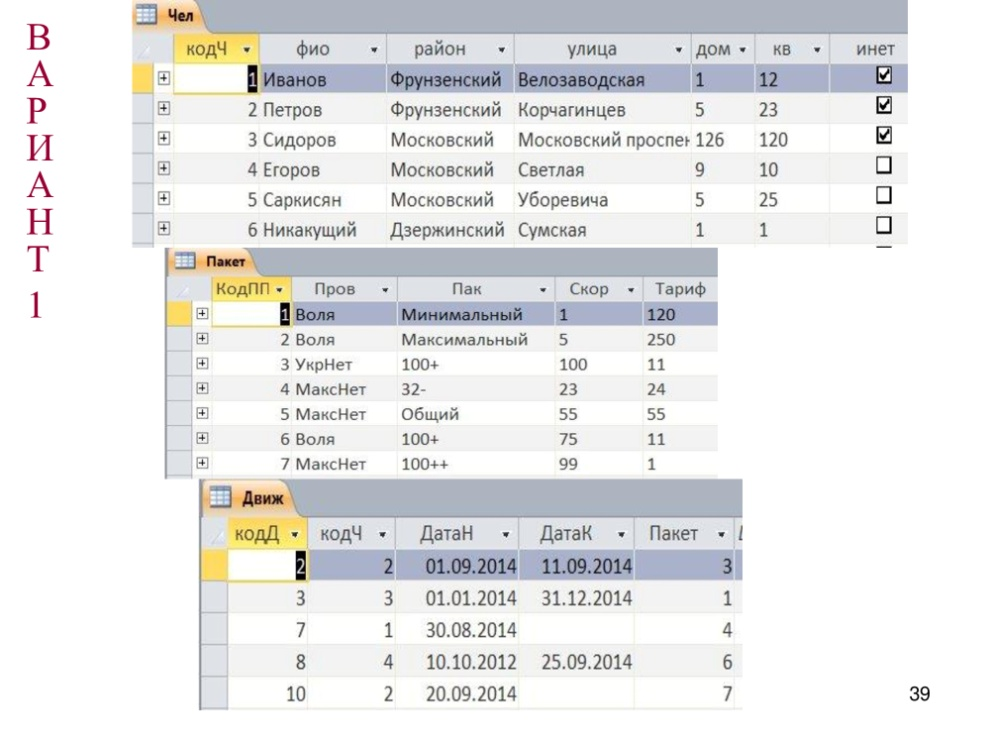 ВАРИАНТ 1
Чел
кодЧ фио район улица дом кв инет
1 Иванов Фрунзенский Велозаводская 1 12
2 Петров Фрунзенский Корчагинцев 5 23
3 Сидоров Московский Московский проспек 126 120
4 Егоров Московский Светлая 9 10
5 Саркисян Московский Уборевича 5 25
6 Никакущий Дзержинский Сумская 1 1
Пакет
КодПП Пров Пак Скор Тариф
1 Воля Минимальный 1 120
2 Воля Максимальный 5 250
3 УкрНет 100+ 100 11
4 МаксНет 32- 23 24
5 МаксНет Общий 55 55
6 Воля 100+ 75 11
7 МаксНет 100++ 99 1
Движ
кодД кодЧ ДатаН ДатаК Пакет
2 2 01.09.2014 11.09.2014 3
3 3 01.01.2014 31.12.2014 1
7 1 30.08.2014 4
8 4 10.10.2012 25.09.2014 6
10 2 20.09.2014 7
39